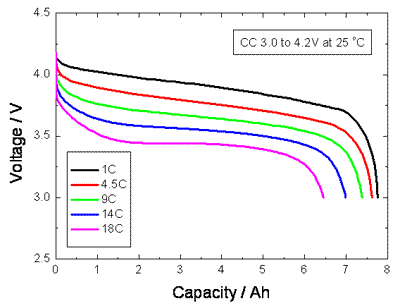 4.5
CC 3.0 to 4.2V at 25 °C
4.0
3.5
3.0
2.5
Voltage / V
1C
4.5C
9C
14C
18C
0 1 2 3 4 5 6 7 8
Capacity / Ah